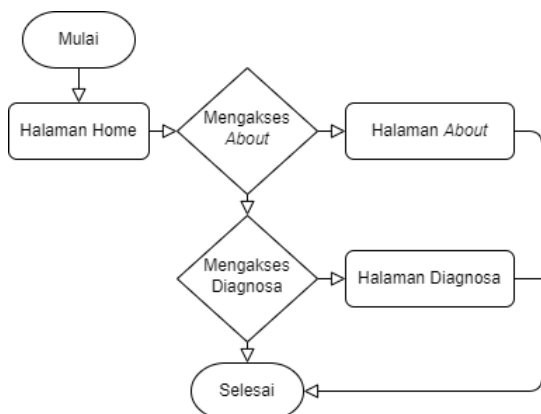 Mulai
Halaman Home
Mengakses
About
Halaman About
Mengakses
Diagnosa
Halaman Diagnosa
Selesai